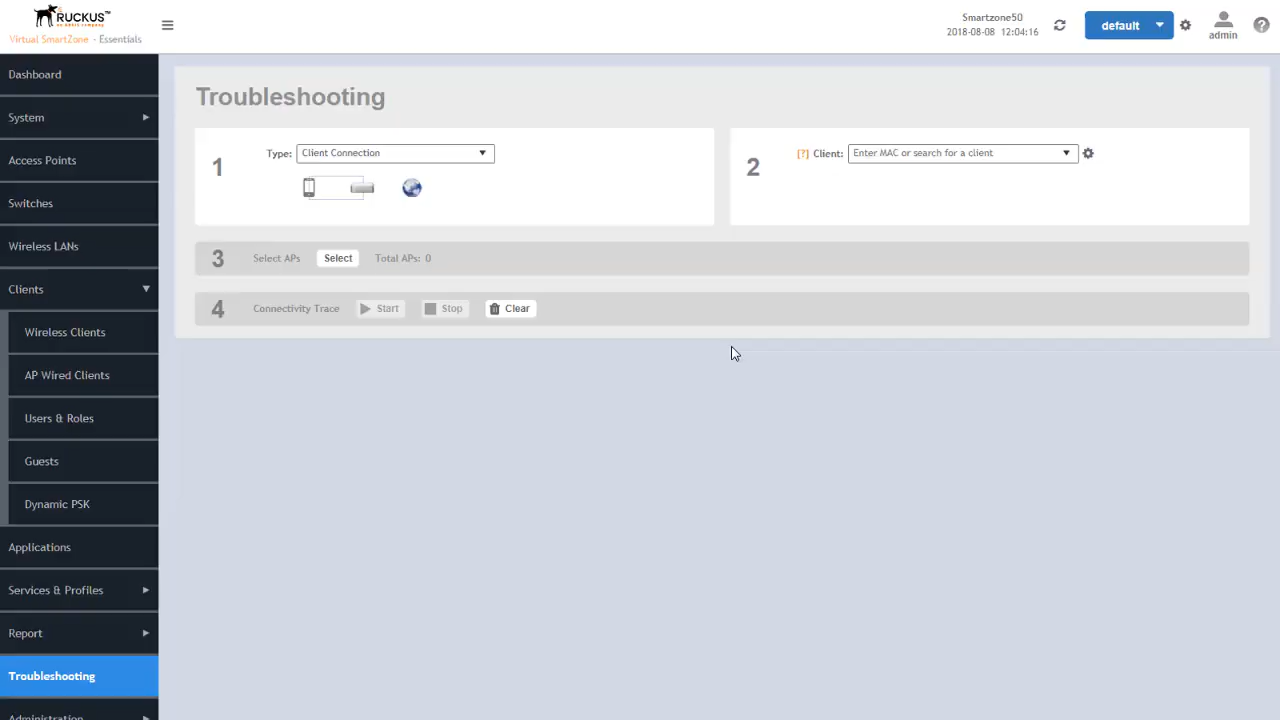 RUCKUS™
Virtual SmartZone - Essentials
Smartzone50
2018-08-08 12:04:16
default
admin
Dashboard
System
Access Points
Switches
Wireless LANs
Clients
Wireless Clients
AP Wired Clients
Users & Roles
Guests
Dynamic PSK
Applications
Services & Profiles
Report
Troubleshooting
Administration
Troubleshooting
1
Type: Client Connection
2
[?] Client: Enter MAC or search for a client
3 Select APs Select Total APs: 0
4 Connectivity Trace Start Stop Clear